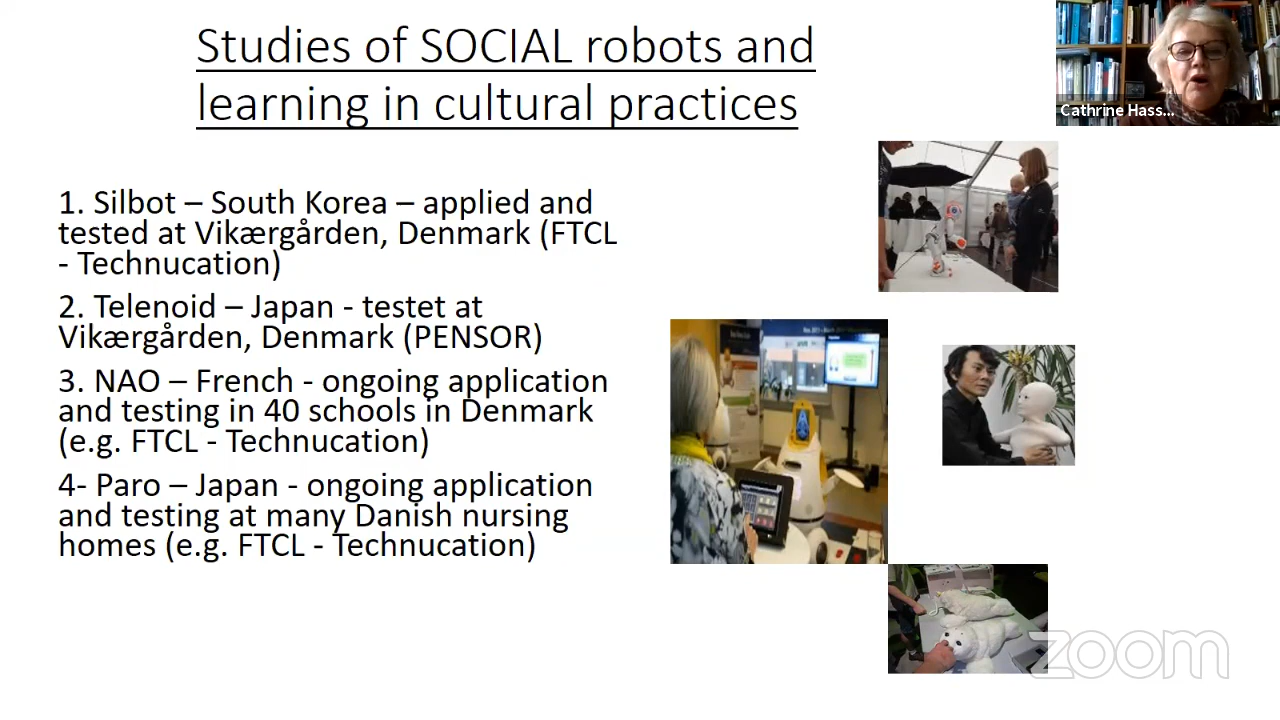 Studies of SOCIAL robots and
learning in cultural practices
Cathrine Hass...
1. Silbot – South Korea – applied and
tested at Vikærgården, Denmark (FTCL
- Technucation)
2. Telenoid – Japan - testet at
Vikærgården, Denmark (PENSOR)
3. NAO – French - ongoing application
and testing in 40 schools in Denmark
(e.g. FTCL - Technucation)
4- Paro – Japan - ongoing application
and testing at many Danish nursing
homes (e.g. FTCL - Technucation)
zoom